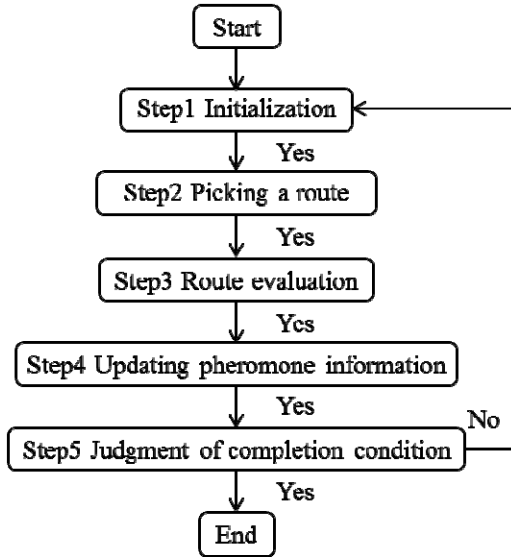 Start
Step1 Initialization
Yes
Step2 Picking a route
Yes
Step3 Route evaluation
Yes
Step4 Updating pheromone information
Yes
No
Step5 Judgment of completion condition
Yes
End